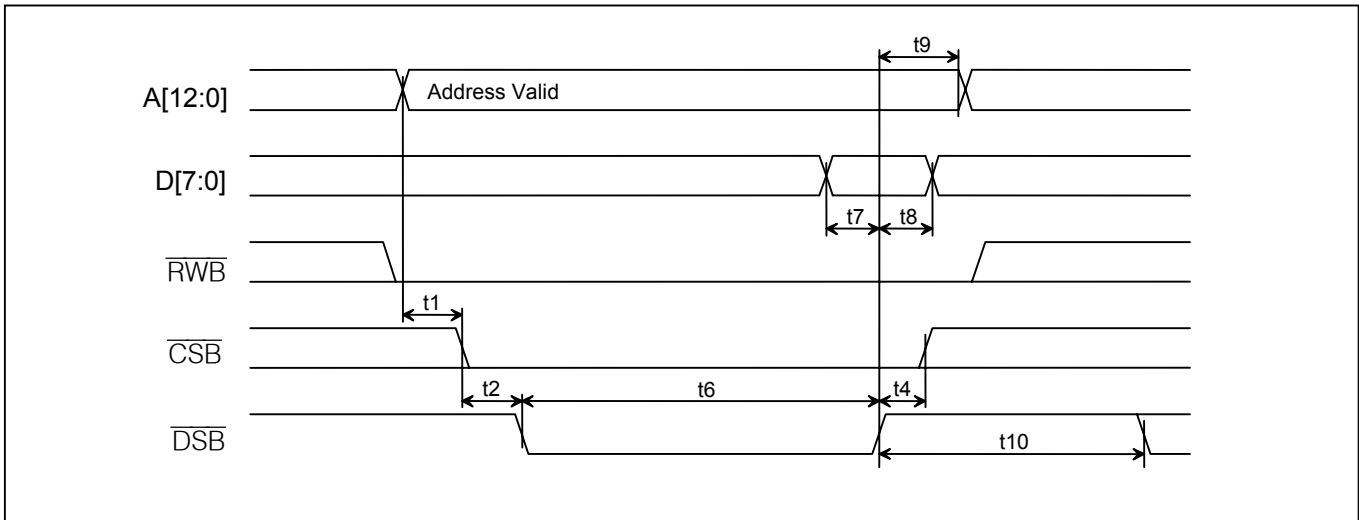 t9
A[12:0]
Address Valid
D[7:0]
t7
t8
RWB
t1
CSB
t2
t6
t4
DSB
t10